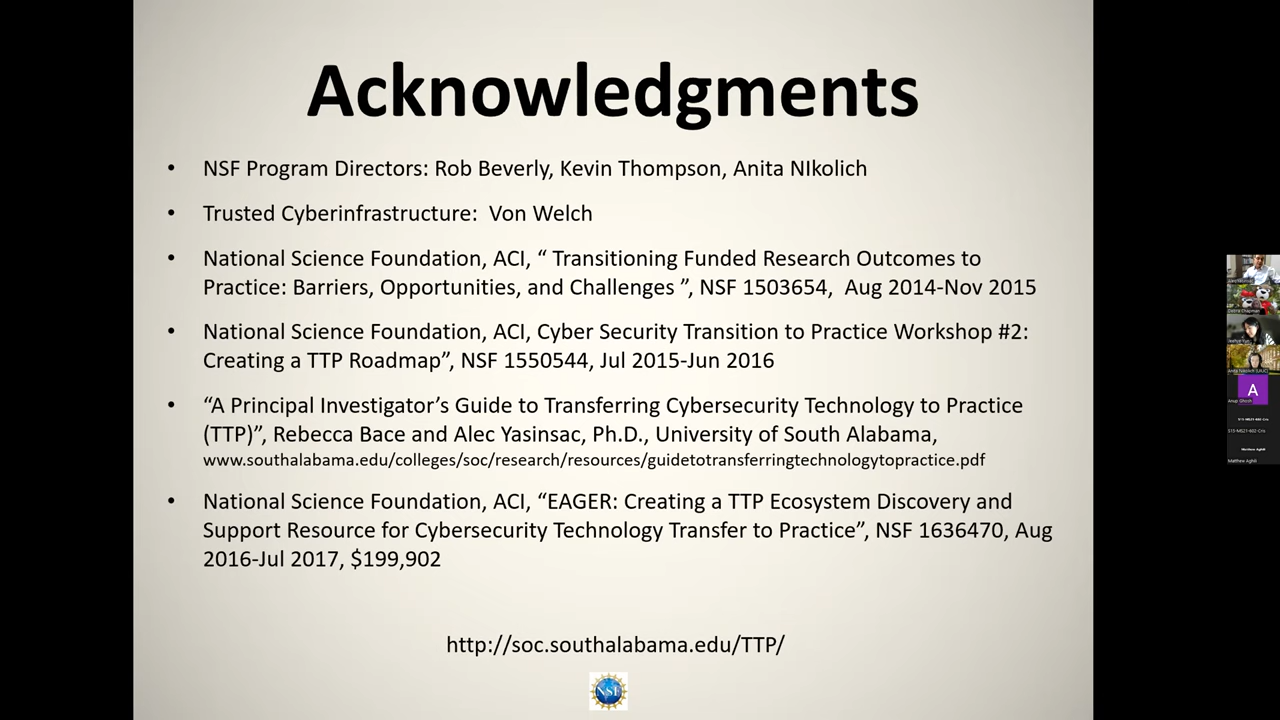 Acknowledgments
• NSF Program Directors: Rob Beverly, Kevin Thompson, Anita NIkolich
• Trusted Cyberinfrastructure:  Von Welch
• National Science Foundation, ACI, “ Transitioning Funded Research Outcomes to
Practice: Barriers, Opportunities, and Challenges ”, NSF 1503654,  Aug 2014-Nov 2015
• National Science Foundation, ACI, Cyber Security Transition to Practice Workshop #2:
Creating a TTP Roadmap”, NSF 1550544, Jul 2015-Jun 2016
• “A Principal Investigator’s Guide to Transferring Cybersecurity Technology to Practice
(TTP)”, Rebecca Bace and Alec Yasinsac, Ph.D., University of South Alabama,
www.southalabama.edu/colleges/soc/research/resources/guidetotransferringtechnologytopractice.pdf
• National Science Foundation, ACI, “EAGER: Creating a TTP Ecosystem Discovery and
Support Resource for Cybersecurity Technology Transfer to Practice”, NSF 1636470, Aug
2016-Jul 2017, $199,902
http://soc.southalabama.edu/TTP/
NSF
A
Matthew Aghili